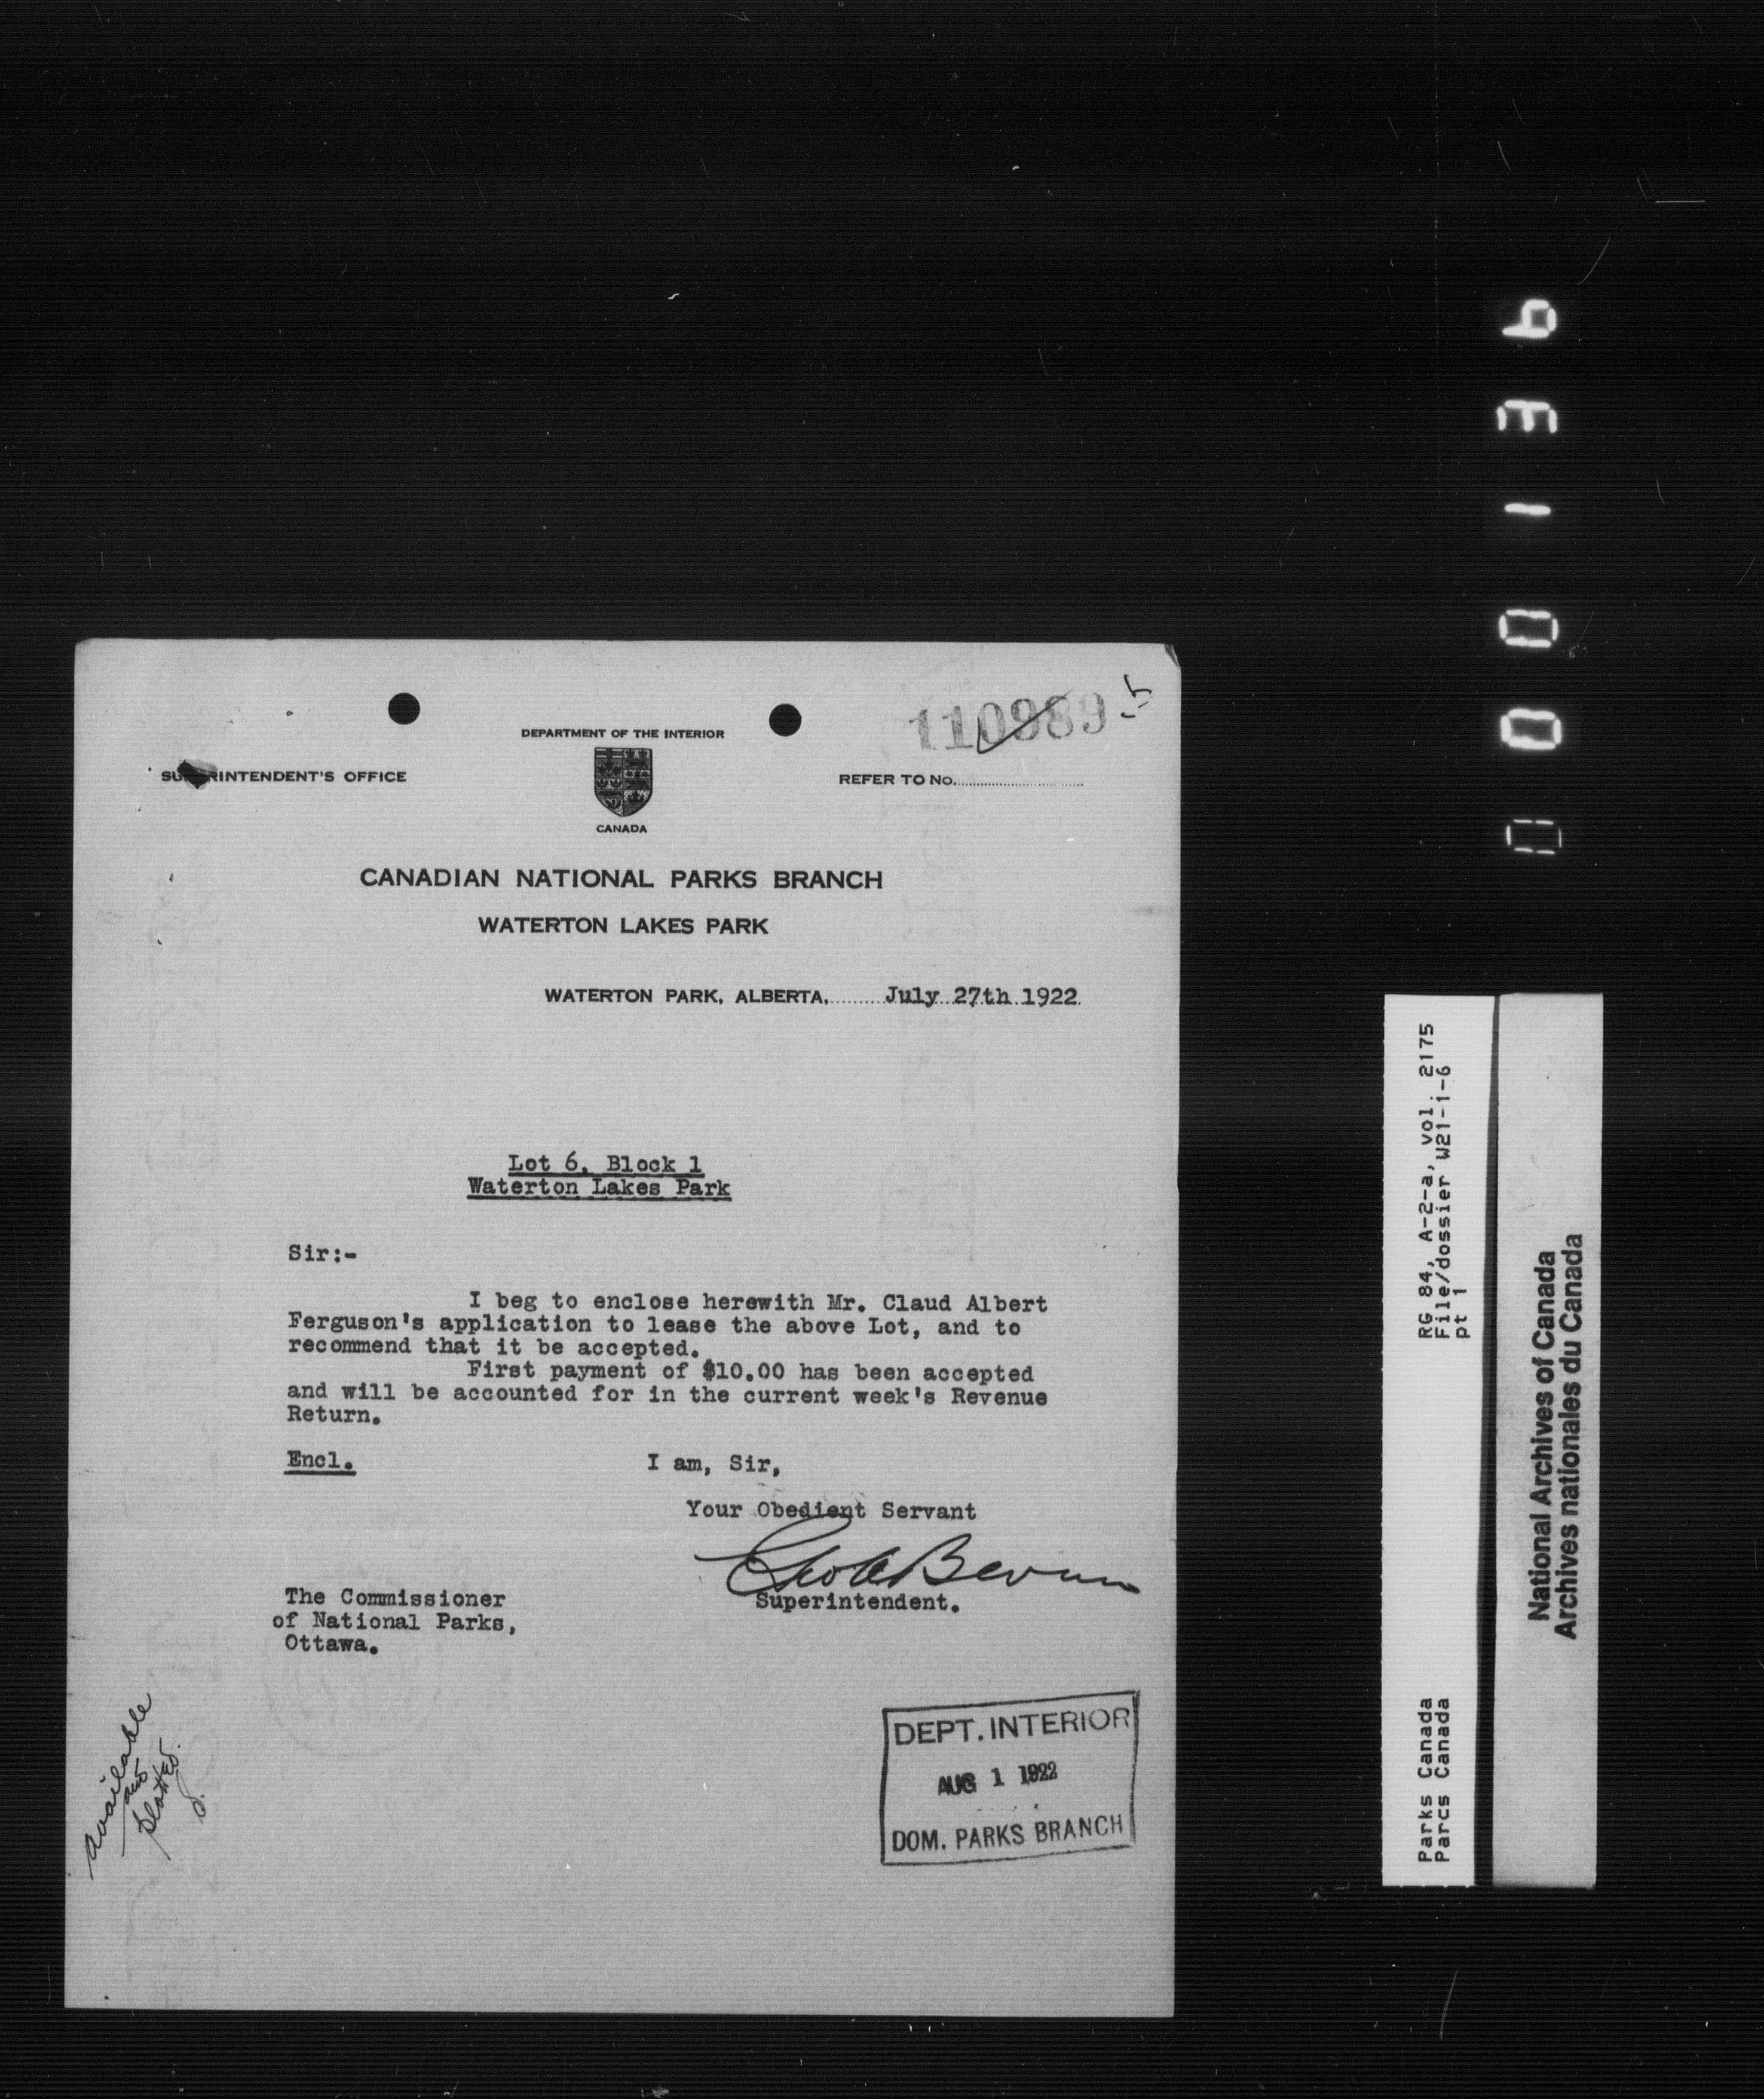 110989
5
DEPARTMENT OF THE INTERIOR
SUPERINTENDENT'S OFFICE
REFER TO No.
CANADA
CANADIAN NATIONAL PARKS BRANCH
WATERTON LAKES PARK
WATERTON PARK, ALBERTA, July 27th 1922
Lot 6, Block 1
Waterton Lakes Park
Sir:-
I beg to enclose herewith Mr. Claud Albert
Ferguson's application to lease the above Lot, and to
recommend that it be accepted.
First payment of $10.00 has been accepted
and will be accounted for in the current week's Revenue
Return.
Encl.
I am, Sir,
Your Obedient Servant
Superintendent.
The Commissioner
of National Parks,
Ottawa.
available
and
plotted.
DEPT. INTERIOR
AUG 1 1922
DOM. PARKS BRANCH
000136
RG 84, A-2-a, vol. 2175
File/dossier W21-1-6
pt 1
Parks Canada
Parcs Canada
National Archives of Canada
Archives nationales du Canada